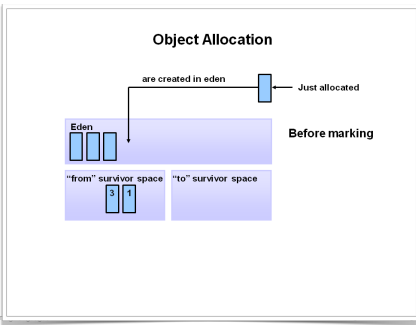 Object Allocation
are created in eden
Just allocated
Eden
Before marking
"from" survivor space
"to" survivor space
3 1